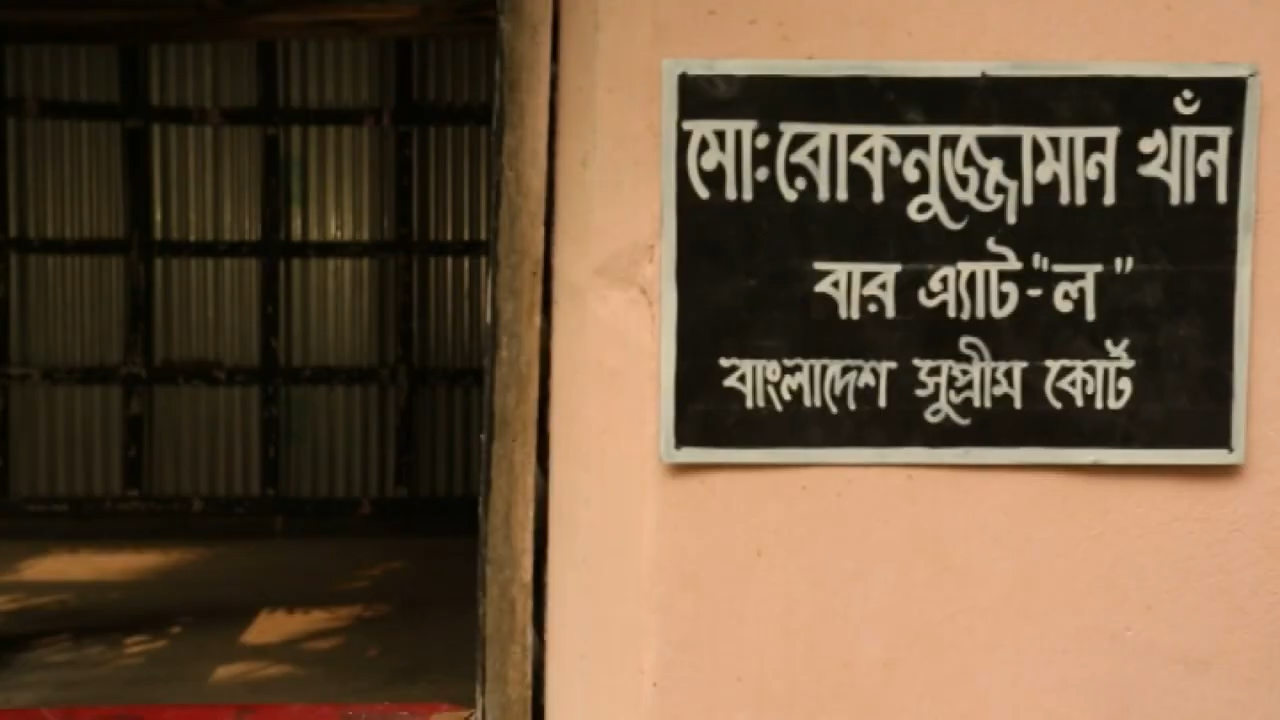 মো: রোকনুজ্জামান খাঁন
বার এ্যাট-"ল"
বাংলাদেশ সুপ্রীম কোর্ট